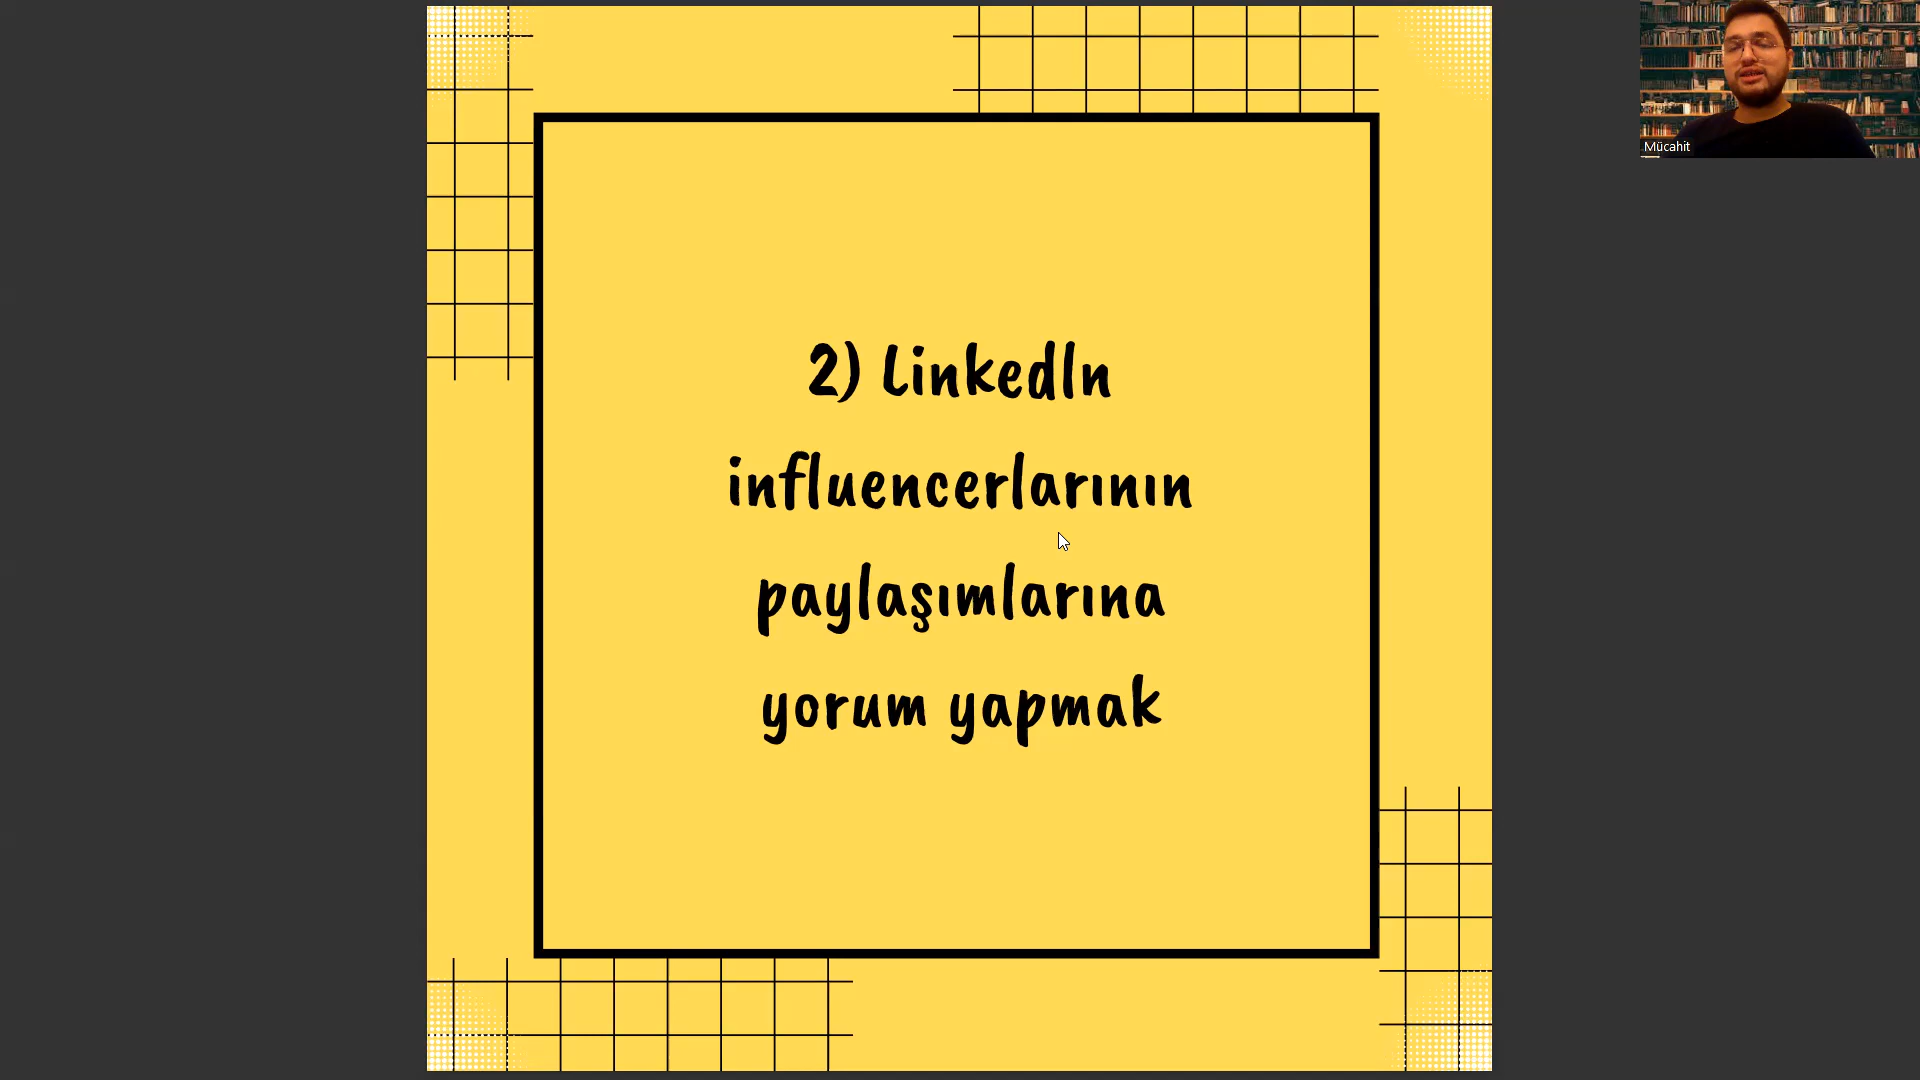 Mücahit
2) LinkedIn
influencerlarının
paylaşımlarına
yorum yapmak